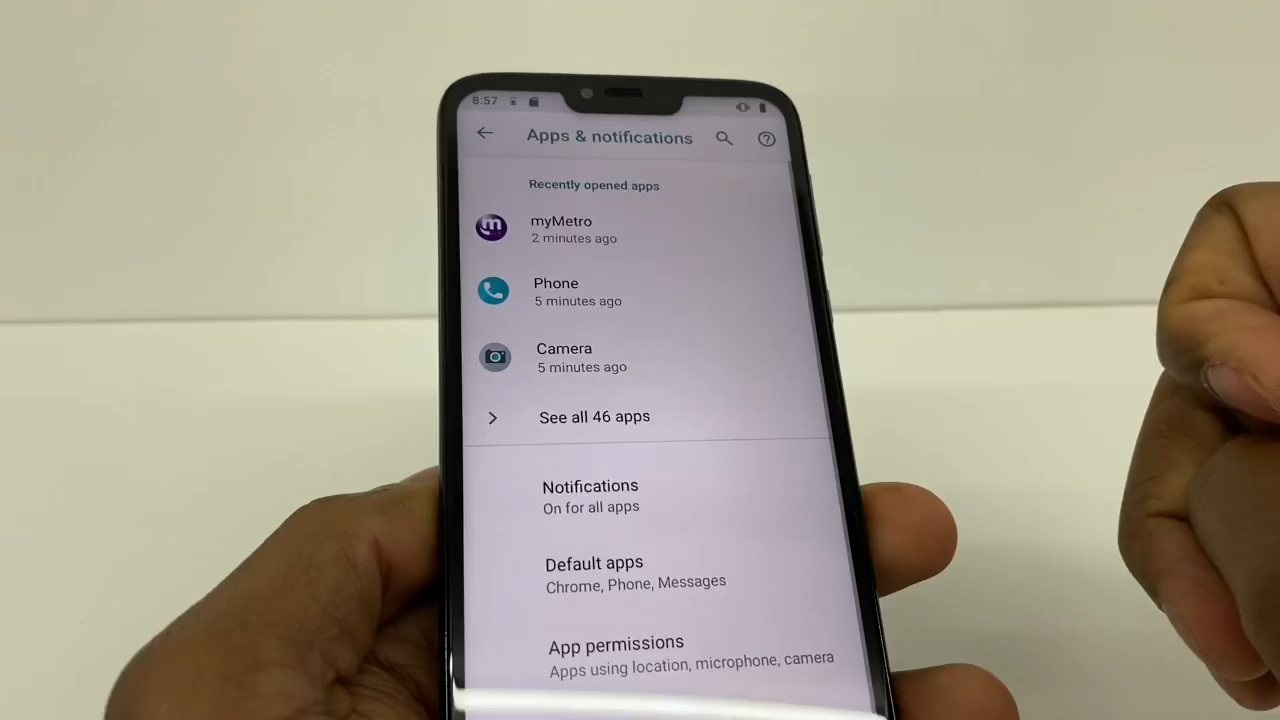 8:57
Apps & notifications
Recently opened apps
myMetro
2 minutes ago
Phone
5 minutes ago
Camera
5 minutes ago
See all 46 apps
Notifications
On for all apps
Default apps
Chrome, Phone, Messages
App permissions
Apps using location, microphone, camera